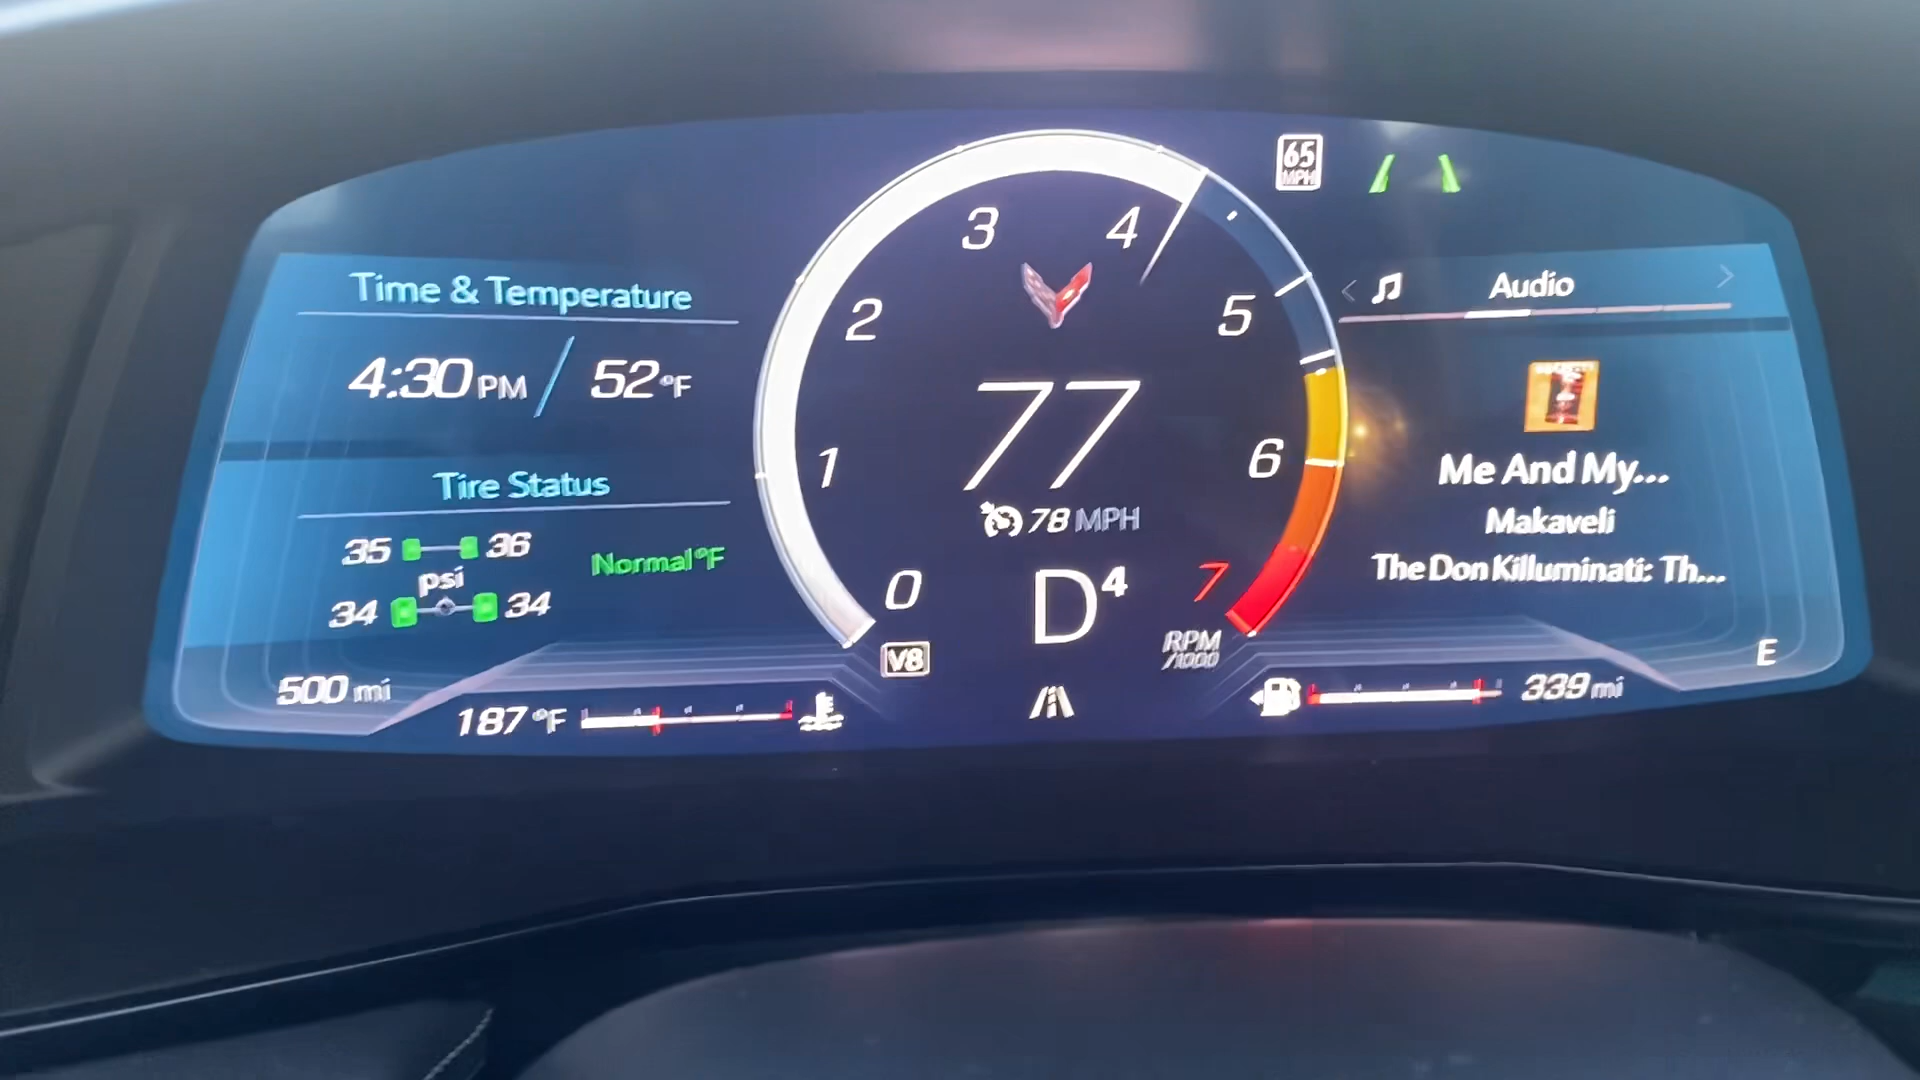 65
MPH
Time & Temperature
4:30 PM / 52 °F
Tire Status
35 36
psi
34 34
Normal °F
500 mi
187 °F
0
1
2
3
4
5
6
7
RPM
/1000
77
78 MPH
D4
V8
Audio
Me And My...
Makaveli
The Don Killuminati: Th...
E
339 mi